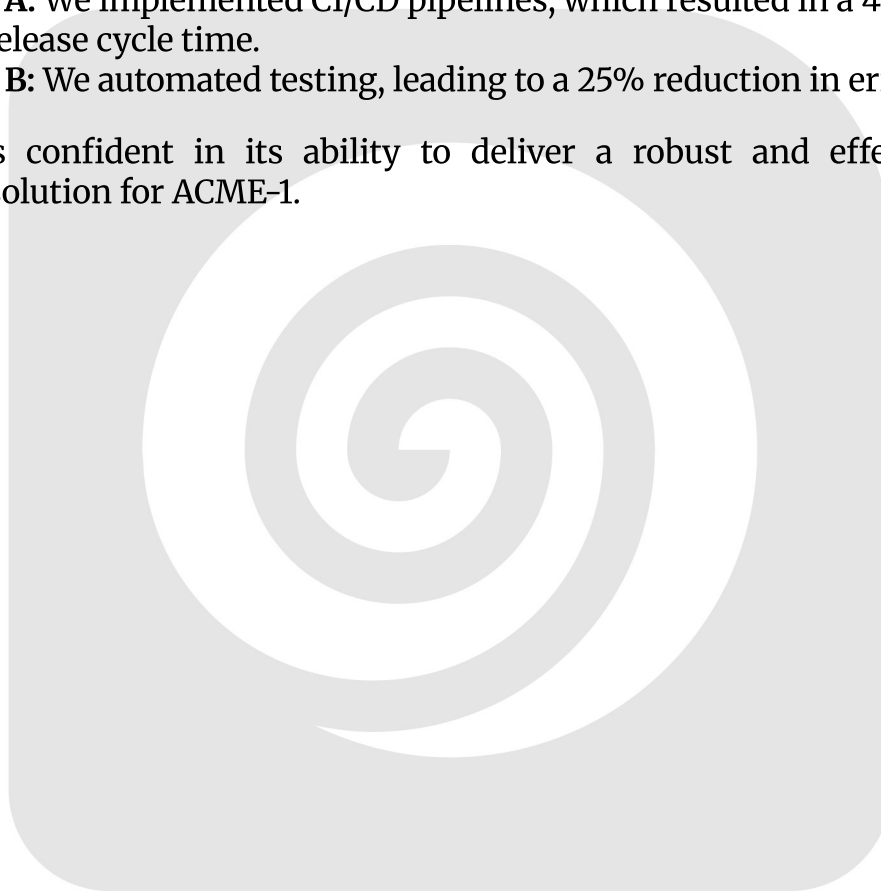 A: We implemented CI/CD pipelines, which resulted in a 4
elease cycle time.
B: We automated testing, leading to a 25% reduction in er
s confident in its ability to deliver a robust and effe
solution for ACME-1.